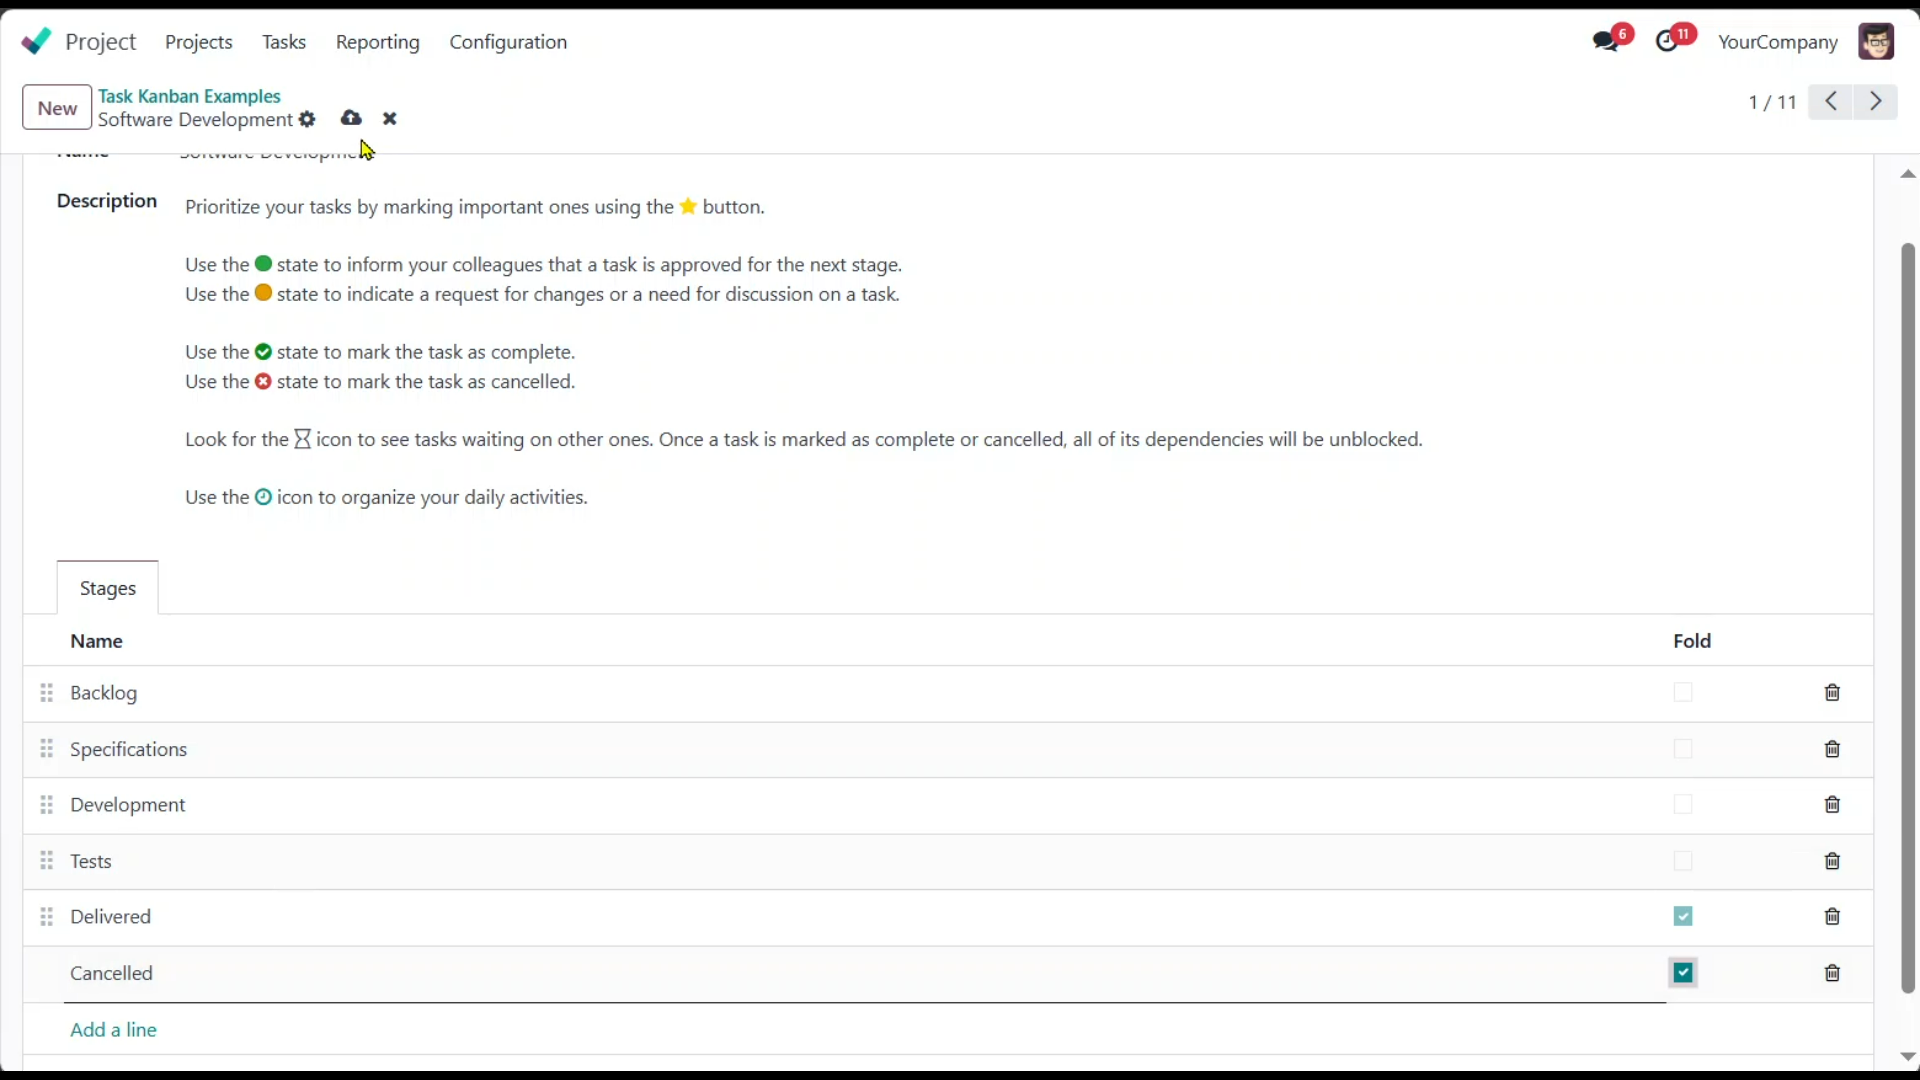 Project Projects Tasks Reporting Configuration 6 11 YourCompany
New Task Kanban Examples
Software Development 1 / 11
Name Software Development
Description Prioritize your tasks by marking important ones using the button.
Use the state to inform your colleagues that a task is approved for the next stage.
Use the state to indicate a request for changes or a need for discussion on a task.
Use the state to mark the task as complete.
Use the state to mark the task as cancelled.
Look for the icon to see tasks waiting on other ones. Once a task is marked as complete or cancelled, all of its dependencies will be unblocked.
Use the icon to organize your daily activities.
Stages
Name Fold
Backlog
Specifications
Development
Tests
Delivered
Cancelled
Add a line